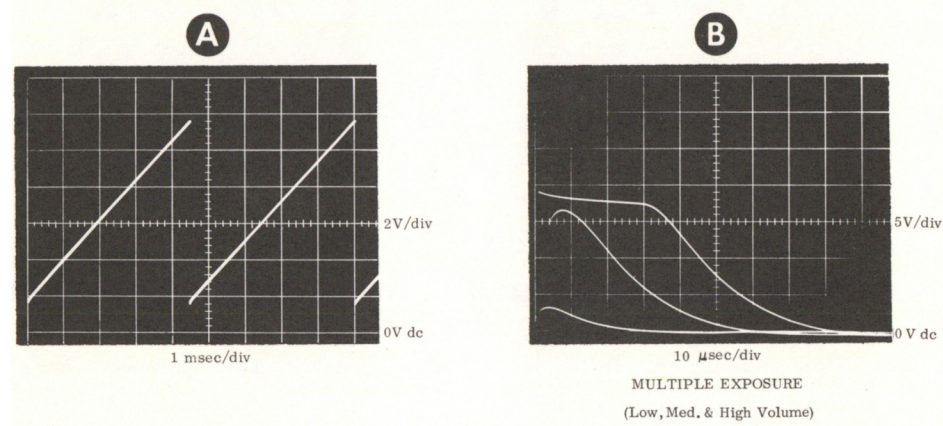 A
B
2V/div
5V/div
0V dc
0 V dc
1 msec/div
10 μsec/div
MULTIPLE EXPOSURE
(Low, Med. & High Volume)